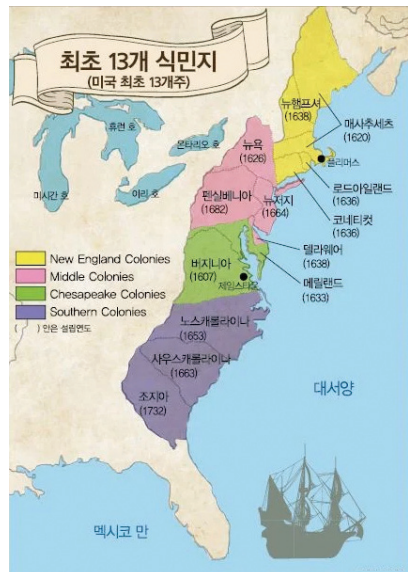 최초 13개 식민지
(미국 최초 13개주)
뉴햄프셔
(1638)
매사추세츠
(1620)
플리머스
휴런 호
온타리오 호
뉴욕
(1626)
로드아일랜드
(1636)
미시간 호
이리 호
펜실베니아
(1682)
뉴저지
(1664)
코네티컷
(1636)
New England Colonies
Middle Colonies
Chesapeake Colonies
Southern Colonies
( ) 안은 설립연도
델라웨어
(1638)
버지니아
(1607)
제임스타운
메릴랜드
(1633)
노스캐롤라이나
(1653)
사우스캐롤라이나
(1663)
조지아
(1732)
대서양
멕시코 만